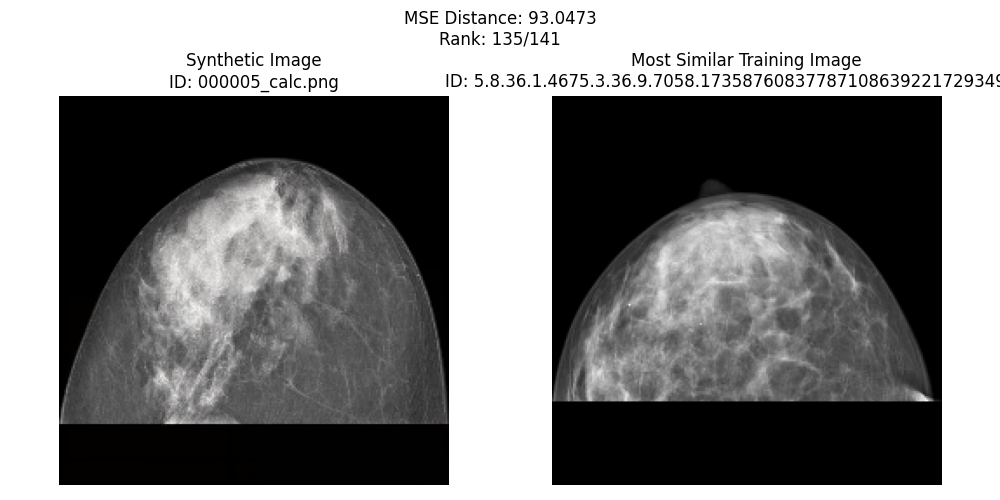 MSE Distance: 93.0473
Rank: 135/141
Synthetic Image
ID: 000005_calc.png
Most Similar Training Image
ID: 5.8.36.1.4675.3.36.9.7058.17358760837787108639221729349